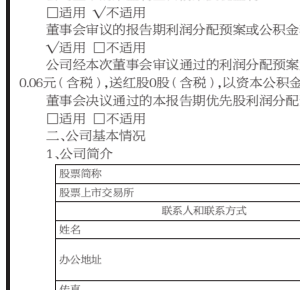 □适用 √不适用
董事会审议的报告期利润分配预案或公积金
√适用 □不适用
公司经本次董事会审议通过的利润分配预案
0.06元(含税),送红股0股(含税),以资本公积金
董事会决议通过的本报告期优先股利润分配
□适用 □不适用
二、公司基本情况
1、公司简介
股票简称
股票上市交易所
联系人和联系方式
姓名
办公地址
传真